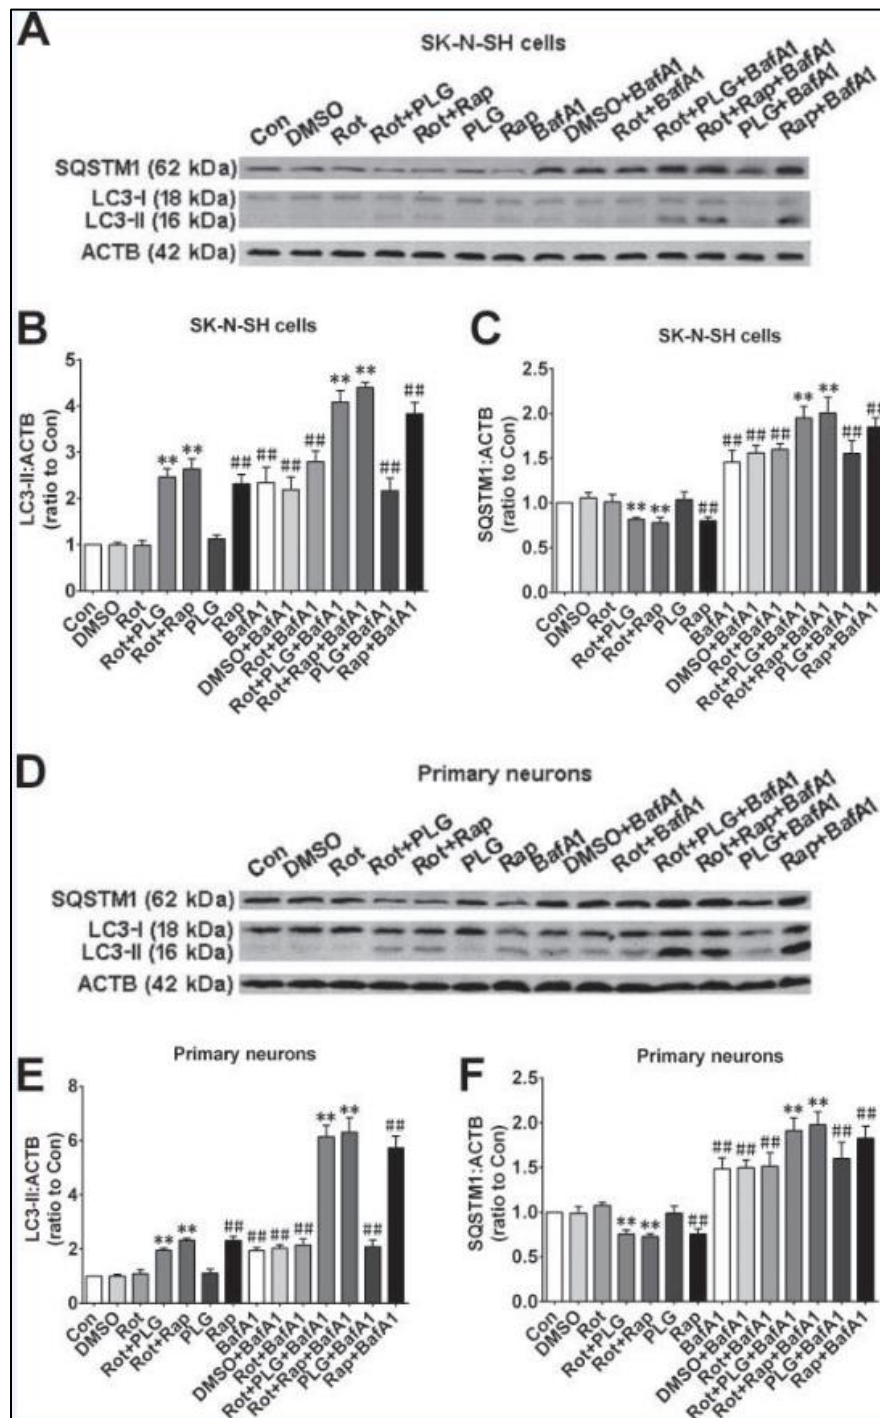 A
SK-N-SH cells
Con DMSO Rot Rot+PLG Rot+Rap PLG Rap BafA1 DMSO+BafA1 Rot+BafA1 Rot+PLG+BafA1 Rot+Rap+BafA1 PLG+BafA1 Rap+BafA1
SQSTM1 (62 kDa)
LC3-I (18 kDa)
LC3-II (16 kDa)
ACTB (42 kDa)
B
SK-N-SH cells
LC3-II:ACTB
(ratio to Con)
5
4
3
2
1
0
** ** ## ## ## ## ** ** ## ##
Con DMSO Rot Rot+PLG Rot+Rap PLG Rap BafA1 DMSO+BafA1 Rot+BafA1 Rot+PLG+BafA1 Rot+Rap+BafA1 PLG+BafA1 Rap+BafA1
C
SK-N-SH cells
SQSTM1:ACTB
(ratio to Con)
2.5
2.0
1.5
1.0
0.5
0.0
** ** ## ## ## ## ** ** ## ##
Con DMSO Rot Rot+PLG Rot+Rap PLG Rap BafA1 DMSO+BafA1 Rot+BafA1 Rot+PLG+BafA1 Rot+Rap+BafA1 PLG+BafA1 Rap+BafA1
D
Primary neurons
Con DMSO Rot Rot+PLG Rot+Rap PLG Rap BafA1 DMSO+BafA1 Rot+BafA1 Rot+PLG+BafA1 Rot+Rap+BafA1 PLG+BafA1 Rap+BafA1
SQSTM1 (62 kDa)
LC3-I (18 kDa)
LC3-II (16 kDa)
ACTB (42 kDa)
E
Primary neurons
LC3-II:ACTB
(ratio to Con)
8
6
4
2
0
** ** ## ## ## ## ** ** ## ##
Con DMSO Rot Rot+PLG Rot+Rap PLG Rap BafA1 DMSO+BafA1 Rot+BafA1 Rot+PLG+BafA1 Rot+Rap+BafA1 PLG+BafA1 Rap+BafA1
F
Primary neurons
SQSTM1:ACTB
(ratio to Con)
2.5
2.0
1.5
1.0
0.5
0.0
** ** ## ## ## ## ** ** ## ##
Con DMSO Rot Rot+PLG Rot+Rap PLG Rap BafA1 DMSO+BafA1 Rot+BafA1 Rot+PLG+BafA1 Rot+Rap+BafA1 PLG+BafA1 Rap+BafA1